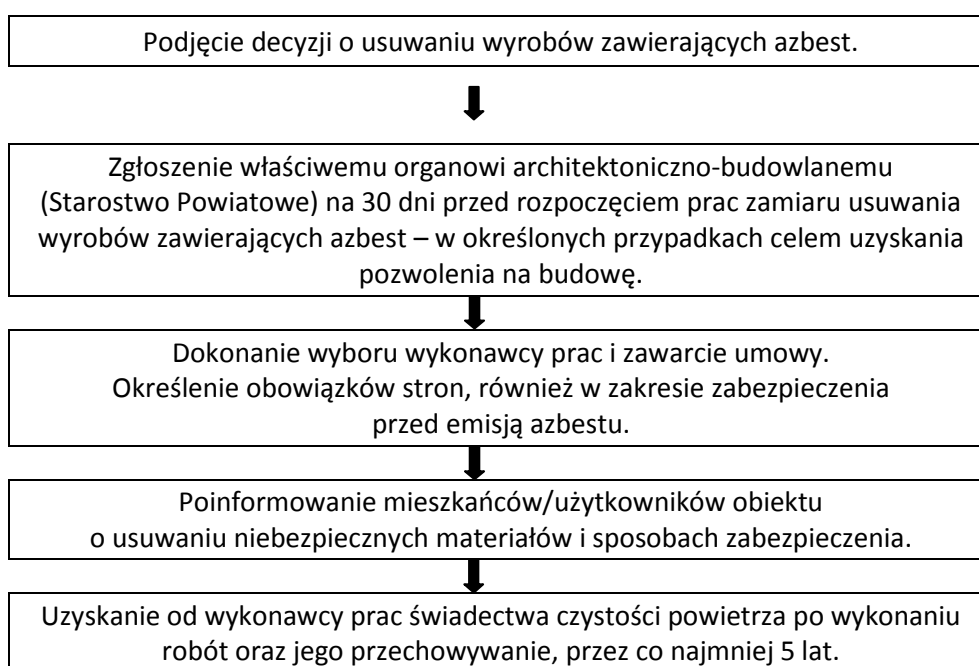 Podjęcie decyzji o usuwaniu wyrobów zawierających azbest.
Zgłoszenie właściwemu organowi architektoniczno-budowlanemu
(Starostwo Powiatowe) na 30 dni przed rozpoczęciem prac zamiaru usuwania
wyrobów zawierających azbest – w określonych przypadkach celem uzyskania
pozwolenia na budowę.
Dokonanie wyboru wykonawcy prac i zawarcie umowy.
Określenie obowiązków stron, również w zakresie zabezpieczenia
przed emisją azbestu.
Poinformowanie mieszkańców/użytkowników obiektu
o usuwaniu niebezpiecznych materiałów i sposobach zabezpieczenia.
Uzyskanie od wykonawcy prac świadectwa czystości powietrza po wykonaniu
robót oraz jego przechowywanie, przez co najmniej 5 lat.